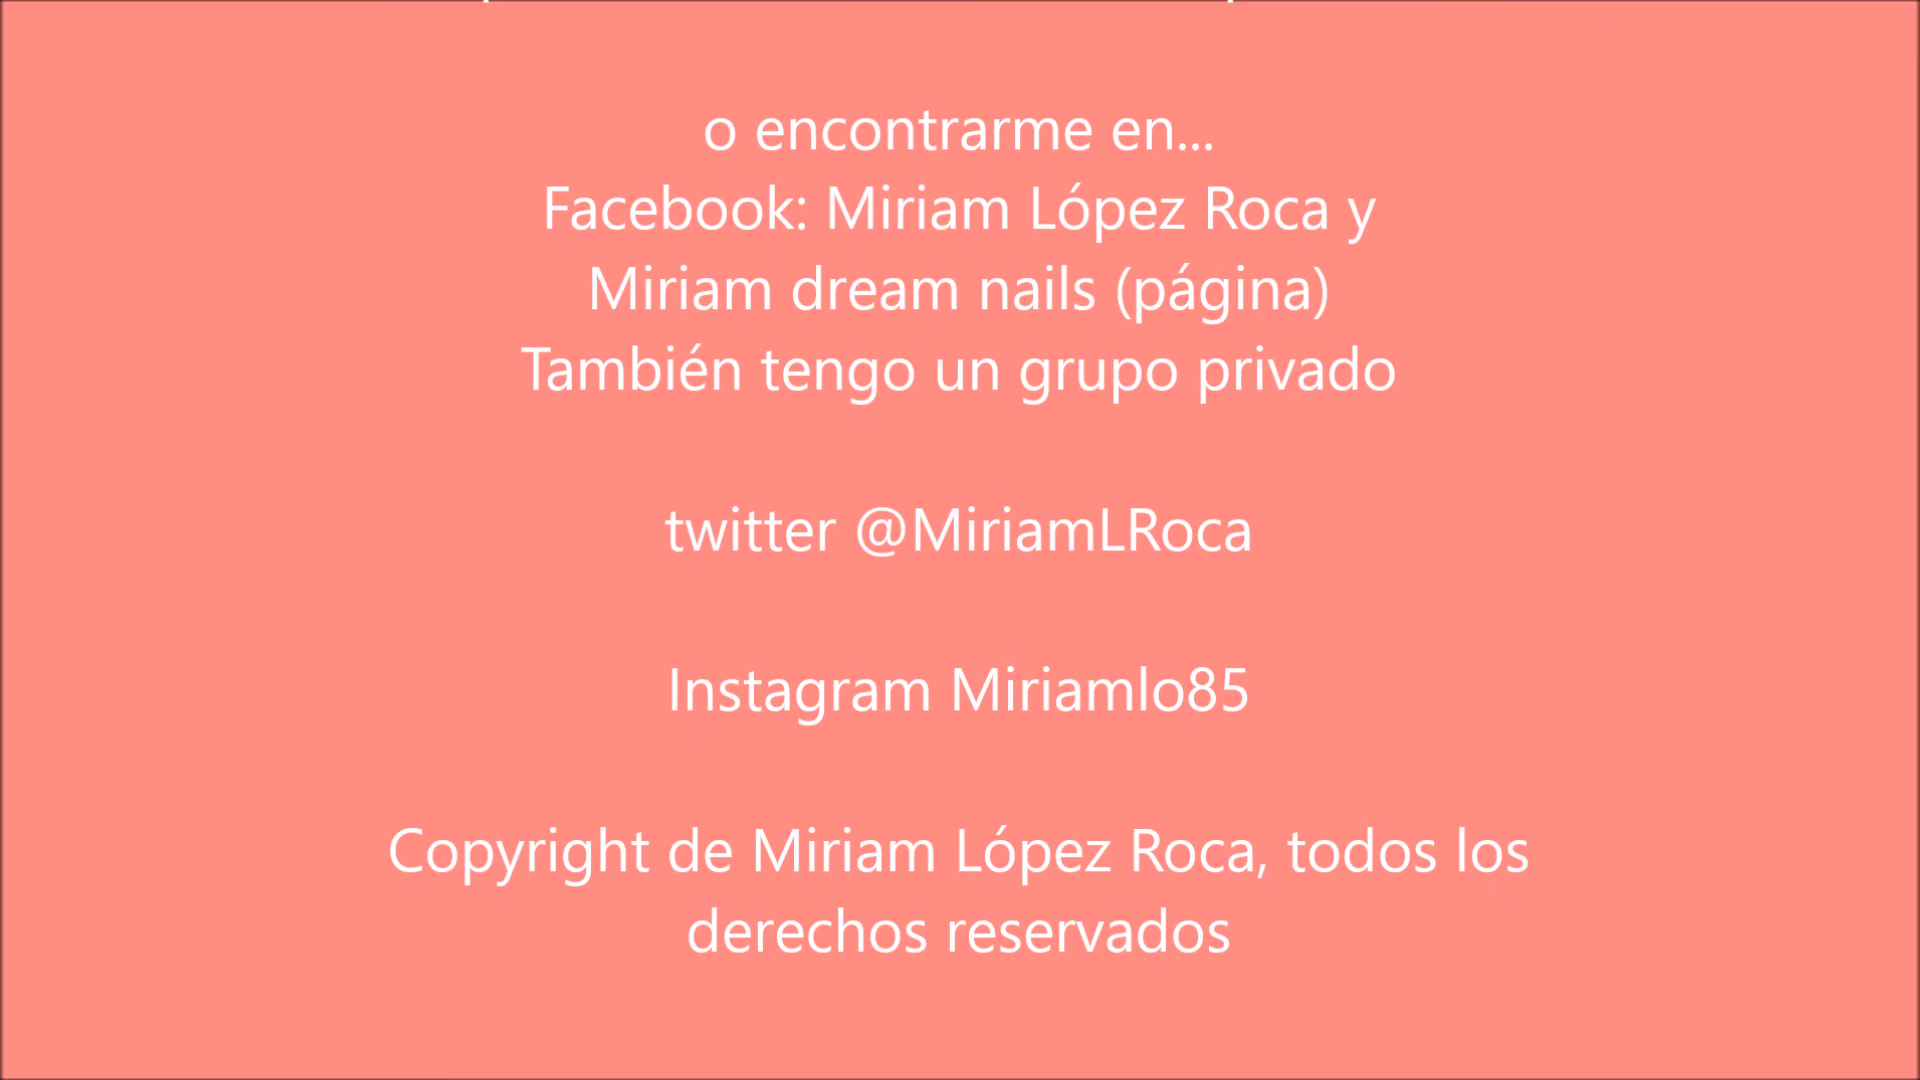 o encontrarme en...
Facebook: Miriam López Roca y
Miriam dream nails (página)
También tengo un grupo privado
twitter @MiriamLRoca
Instagram Miriamlo85
Copyright de Miriam López Roca, todos los
derechos reservados